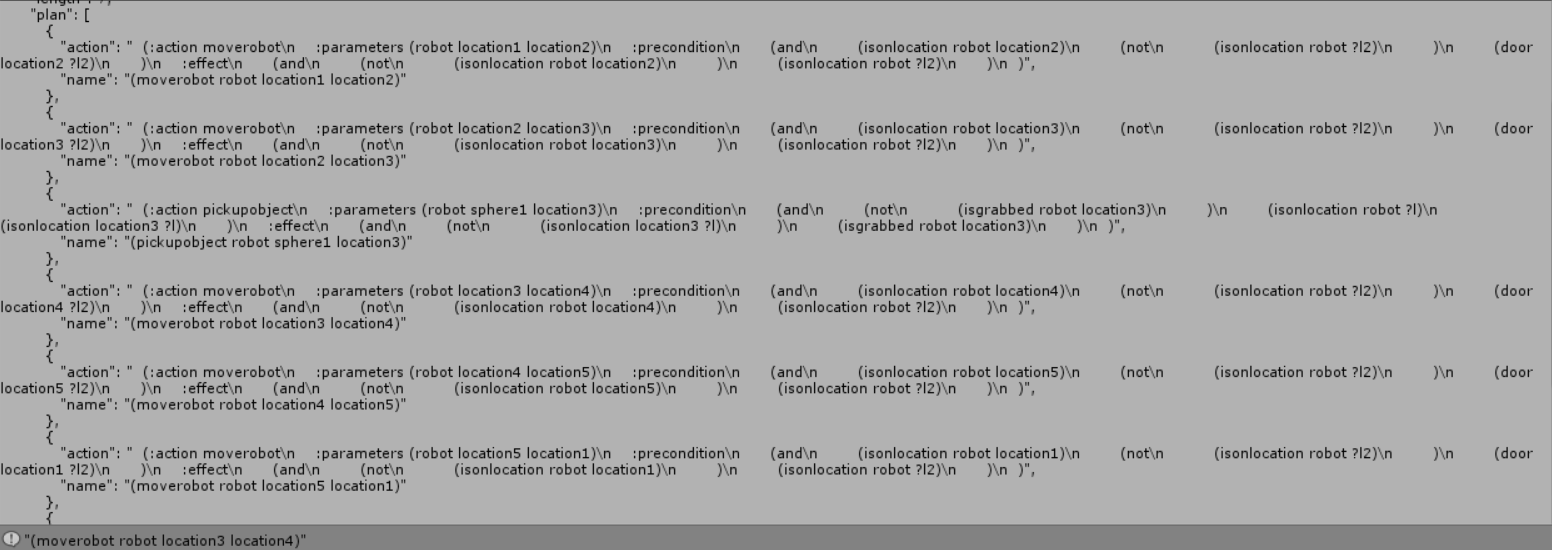 "plan": [
{
"action": " (:action moverobot\n :parameters (robot location1 location2)\n :precondition\n (and\n (isonlocation robot location2)\n (not\n (isonlocation robot ?l2)\n )\n (door
location2 ?l2)\n )\n :effect\n (and\n (not\n (isonlocation robot location2)\n )\n (isonlocation robot ?l2)\n )\n )",
"name": "(moverobot robot location1 location2)"
},
{
"action": " (:action moverobot\n :parameters (robot location2 location3)\n :precondition\n (and\n (isonlocation robot location3)\n (not\n (isonlocation robot ?l2)\n )\n (door
location3 ?l2)\n )\n :effect\n (and\n (not\n (isonlocation robot location3)\n )\n (isonlocation robot ?l2)\n )\n )",
"name": "(moverobot robot location2 location3)"
},
{
"action": " (:action pickupobject\n :parameters (robot sphere1 location3)\n :precondition\n (and\n (not\n (isgrabbed robot location3)\n )\n (isonlocation robot ?l)\n
(isonlocation location3 ?l)\n )\n :effect\n (and\n (not\n (isonlocation location3 ?l)\n )\n (isgrabbed robot location3)\n )\n )",
"name": "(pickupobject robot sphere1 location3)"
},
{
"action": " (:action moverobot\n :parameters (robot location3 location4)\n :precondition\n (and\n (isonlocation robot location4)\n (not\n (isonlocation robot ?l2)\n )\n (door
location4 ?l2)\n )\n :effect\n (and\n (not\n (isonlocation robot location4)\n )\n (isonlocation robot ?l2)\n )\n )",
"name": "(moverobot robot location3 location4)"
},
{
"action": " (:action moverobot\n :parameters (robot location4 location5)\n :precondition\n (and\n (isonlocation robot location5)\n (not\n (isonlocation robot ?l2)\n )\n (door
location5 ?l2)\n )\n :effect\n (and\n (not\n (isonlocation robot location5)\n )\n (isonlocation robot ?l2)\n )\n )",
"name": "(moverobot robot location4 location5)"
},
{
"action": " (:action moverobot\n :parameters (robot location5 location1)\n :precondition\n (and\n (isonlocation robot location1)\n (not\n (isonlocation robot ?l2)\n )\n (door
location1 ?l2)\n )\n :effect\n (and\n (not\n (isonlocation robot location1)\n )\n (isonlocation robot ?l2)\n )\n )",
"name": "(moverobot robot location5 location1)"
},
{
"(moverobot robot location3 location4)"